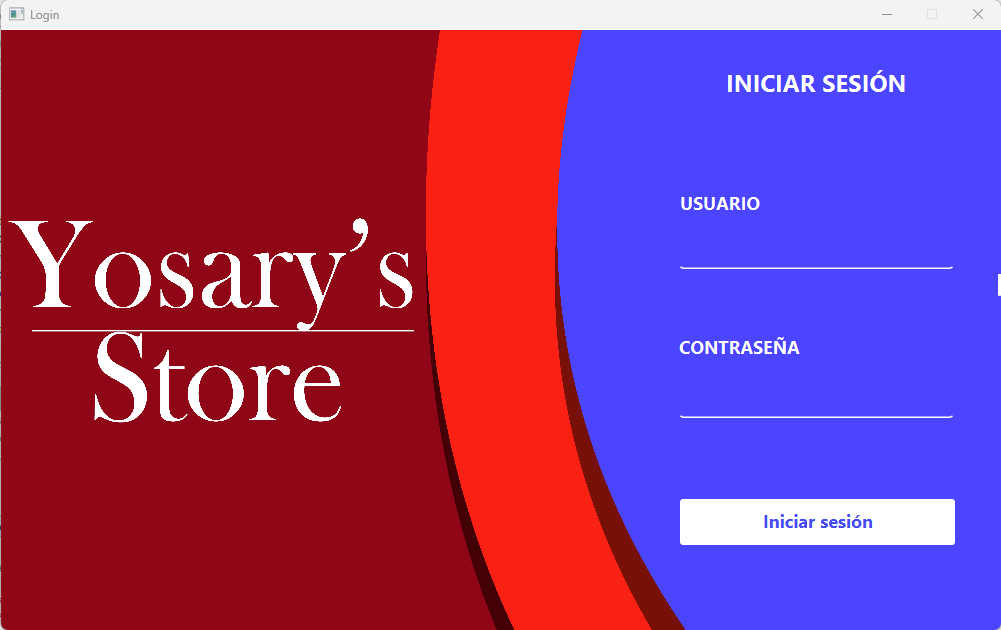 Login
Yosary's
Store
INICIAR SESIÓN
USUARIO
CONTRASEÑA
Iniciar sesión